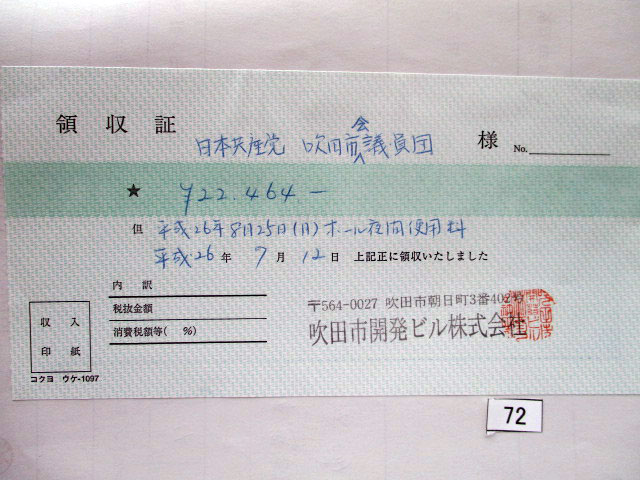 領収証
日本共産党 吹田市会議員団 様 No.
★ ¥22.464-
但 平成26年8月25日(月)ホール夜間使用料
平成26年 7月 12日 上記正に領収いたしました
内訳
税抜金額
消費税額等( %)
収入
印紙
コクヨ ウケ-1097
〒564-0027 吹田市朝日町3番402号
吹田市開発ビル株式会社
72